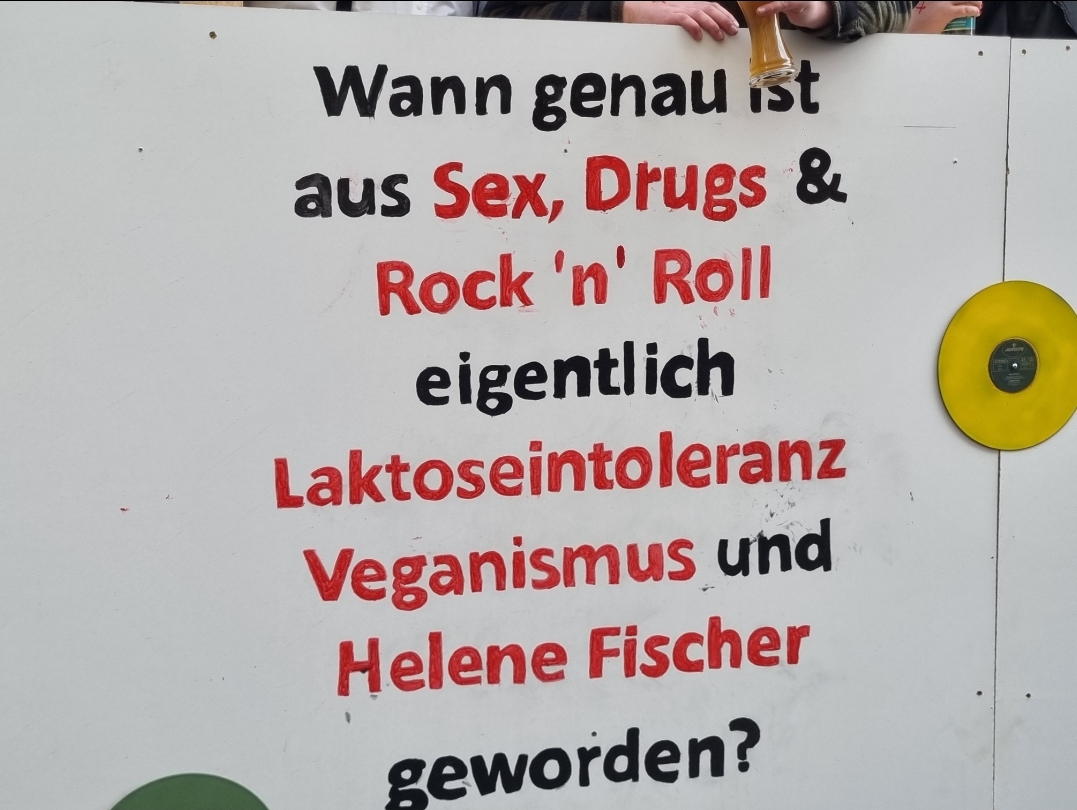 Wann genau ist
aus Sex, Drugs &
Rock 'n' Roll
eigentlich
Laktoseintoleranz
Veganismus und
Helene Fischer
geworden?